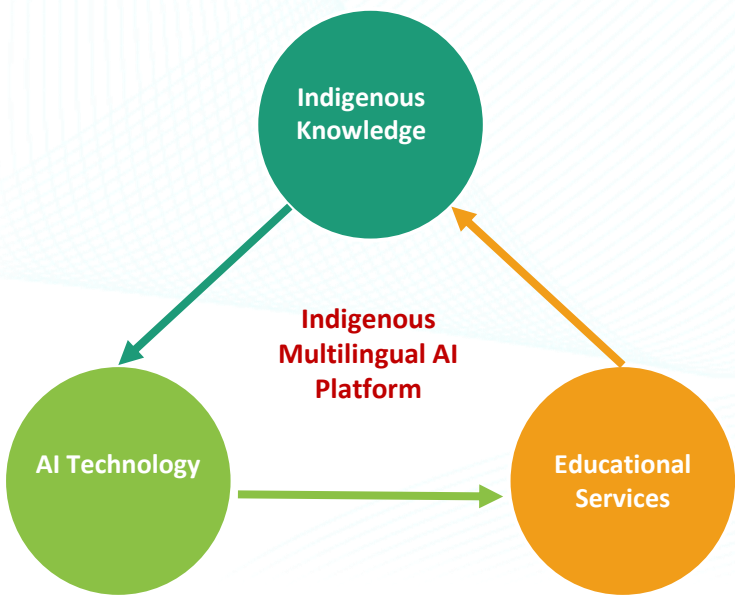 Indigenous
Knowledge
Indigenous
Multilingual AI
Platform
AI Technology
Educational
Services